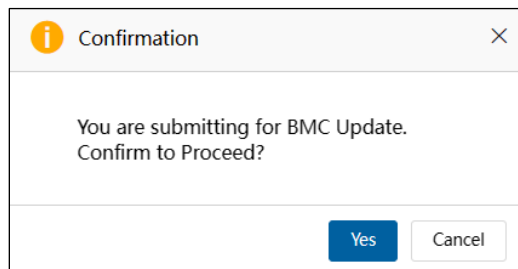 Confirmation
You are submitting for BMC Update.
Confirm to Proceed?
Yes
Cancel